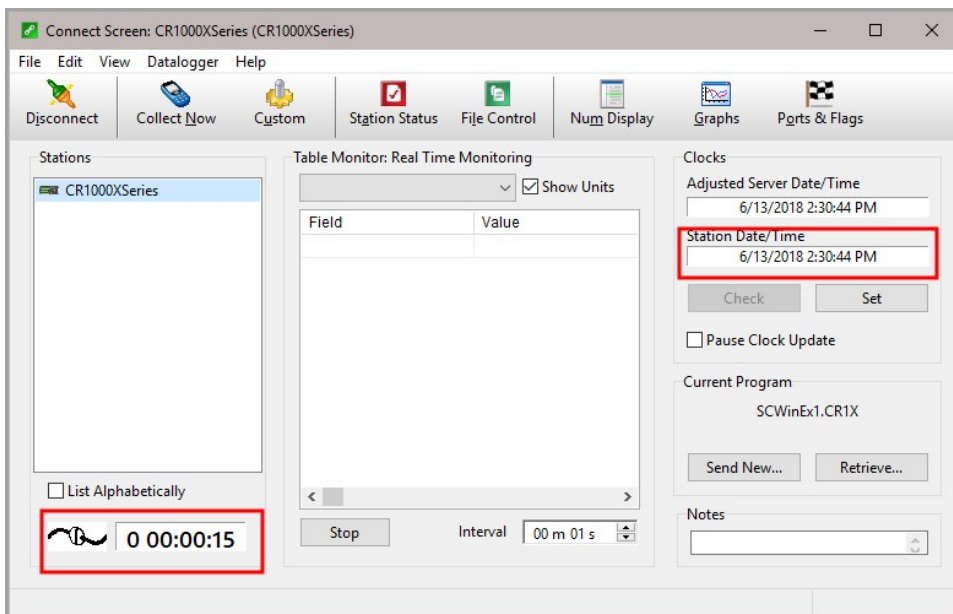 Connect Screen: CR1000XSeries (CR1000XSeries)
File Edit View Datalogger Help
Disconnect Collect Now Custom Station Status File Control Num Display Graphs Ports & Flags
Stations
CR1000XSeries
List Alphabetically
0 00:00:15
Table Monitor: Real Time Monitoring
Show Units
Field Value
Stop Interval 00 m 01 s
Clocks
Adjusted Server Date/Time
6/13/2018 2:30:44 PM
Station Date/Time
6/13/2018 2:30:44 PM
Check Set
Pause Clock Update
Current Program
SCWinEx1.CR1X
Send New... Retrieve...
Notes